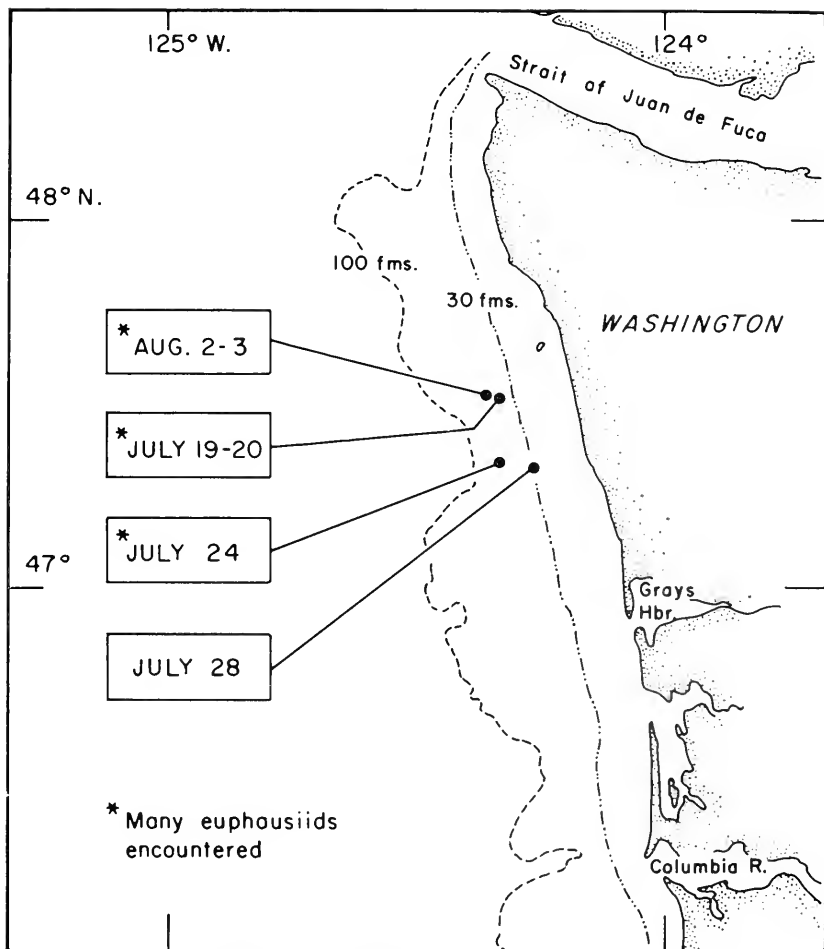 125° W.
124°
Strait of Juan de Fuca
48° N.
100 fms.
30 fms.
WASHINGTON
* AUG. 2-3
* JULY 19-20
* JULY 24
47°
Grays
Hbr.
JULY 28
* Many euphausiids
encountered
Columbia R.